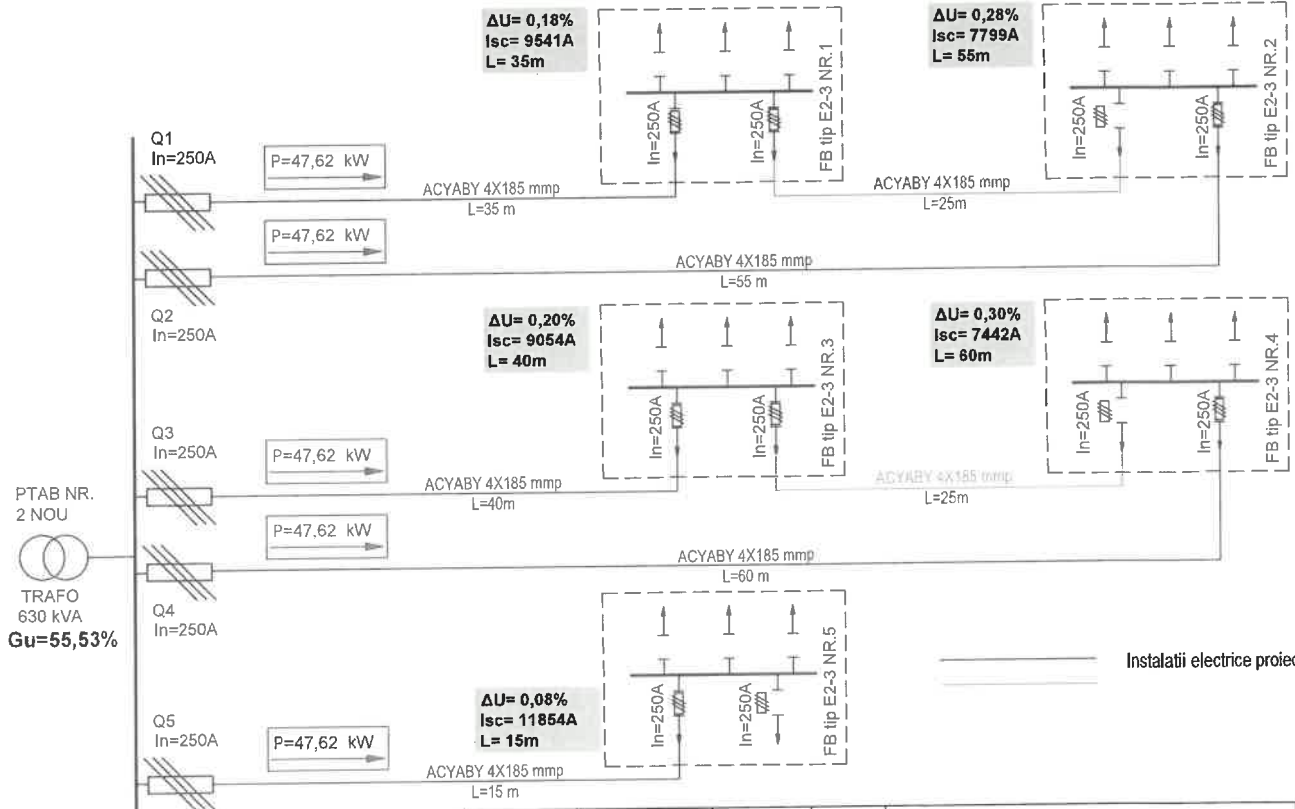 ΔU= 0,18%
Isc= 9541A
L= 35m
In=250A
In=250A
FB tip E2-3 NR.1
ΔU= 0,28%
Isc= 7799A
L= 55m
In=250A
In=250A
FB tip E2-3 NR.2
Q1
In=250A
P=47,62 kW
ACYABY 4X185 mmp
L=35 m
ACYABY 4X185 mmp
L=25m
P=47,62 kW
ACYABY 4X185 mmp
L=55 m
Q2
In=250A
ΔU= 0,20%
Isc= 9054A
L= 40m
In=250A
In=250A
FB tip E2-3 NR.3
ΔU= 0,30%
Isc= 7442A
L= 60m
In=250A
In=250A
FB tip E2-3 NR.4
Q3
In=250A
P=47,62 kW
ACYABY 4X185 mmp
L=40m
ACYABY 4X185 mmp
L=25m
PTAB NR.
2 NOU
TRAFO
630 kVA
Gu=55,53%
P=47,62 kW
ACYABY 4X185 mmp
L=60 m
Q4
In=250A
ΔU= 0,08%
Isc= 11854A
L= 15m
In=250A
In=250A
FB tip E2-3 NR.5
Instalatii electrice
Q5
In=250A
P=47,62 kW
ACYABY 4X185 mmp
L=15 m